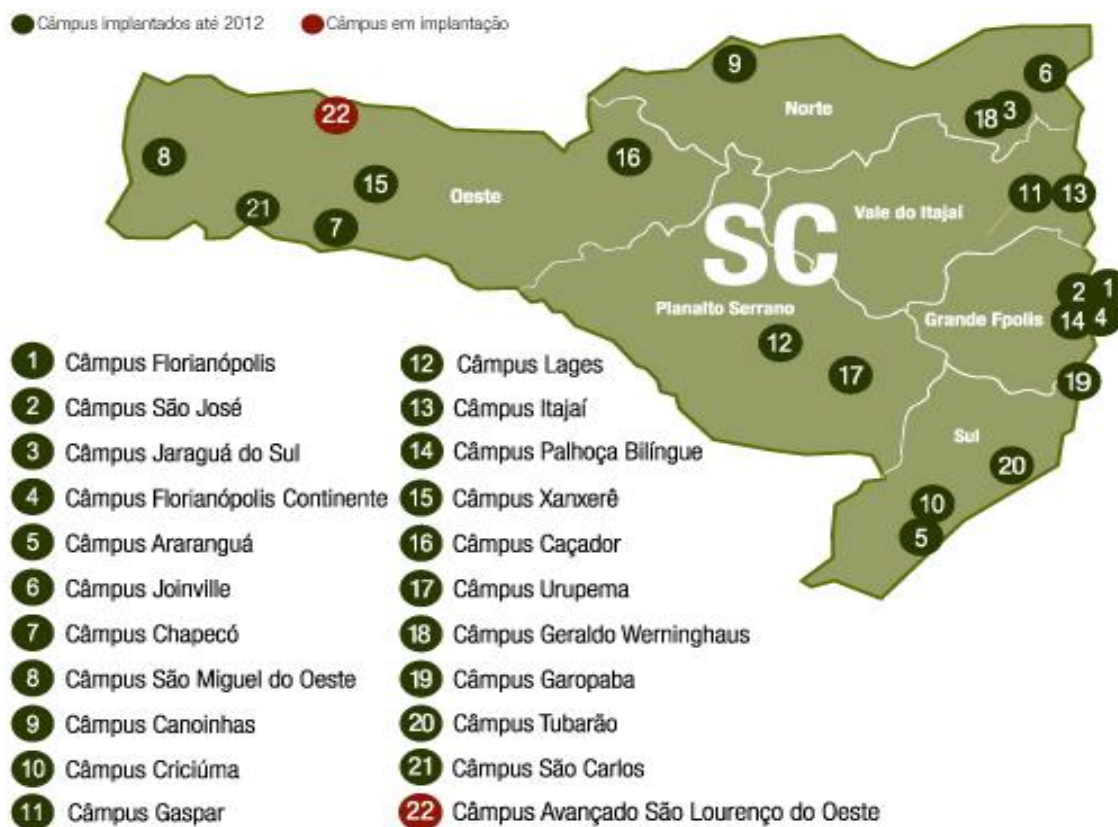 Câmpus implantados até 2012
Câmpus em implantação
9
6
Norte
3
18
22
8
16
15
Oeste
11
13
21
Vale do Itajaí
7
SC
2
1
Planalto Serrano
Grande Fpolis
14
4
12
17
19
Sul
20
10
5
1 Câmpus Florianópolis
2 Câmpus São José
3 Câmpus Jaraguá do Sul
4 Câmpus Florianópolis Continente
5 Câmpus Araranguá
6 Câmpus Joinville
7 Câmpus Chapecó
8 Câmpus São Miguel do Oeste
9 Câmpus Canoinhas
10 Câmpus Criciúma
11 Câmpus Gaspar
12 Câmpus Lages
13 Câmpus Itajaí
14 Câmpus Palhoça Bilíngue
15 Câmpus Xanxerê
16 Câmpus Caçador
17 Câmpus Urupema
18 Câmpus Geraldo Werninghaus
19 Câmpus Garopaba
20 Câmpus Tubarão
21 Câmpus São Carlos
22 Câmpus Avançado São Lourenço do Oeste